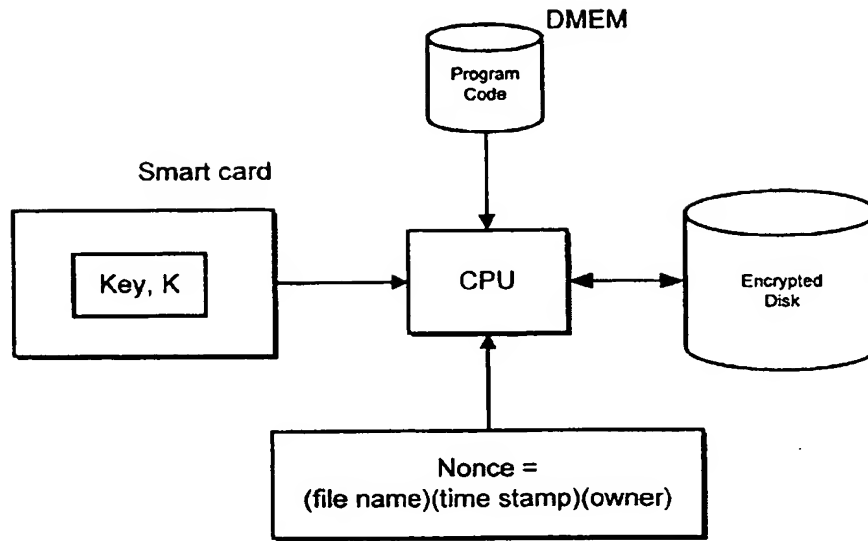 DMEM
Program
Code
Smart card
Key, K
CPU
Encrypted
Disk
Nonce =
(file name)(time stamp)(owner)